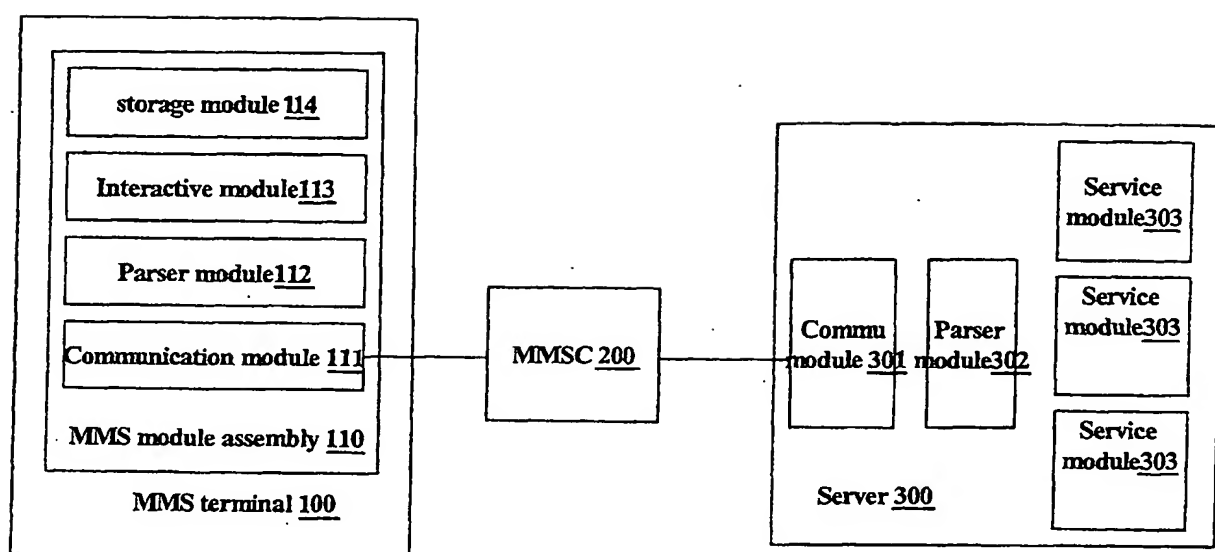 storage module 114
Interactive module113
Parser module112
Communication module 111
MMS module assembly 110
MMS terminal 100
MMSC 200
Commu
module 301
Parser
module302
Service
module303
Service
module303
Service
module303
Server 300